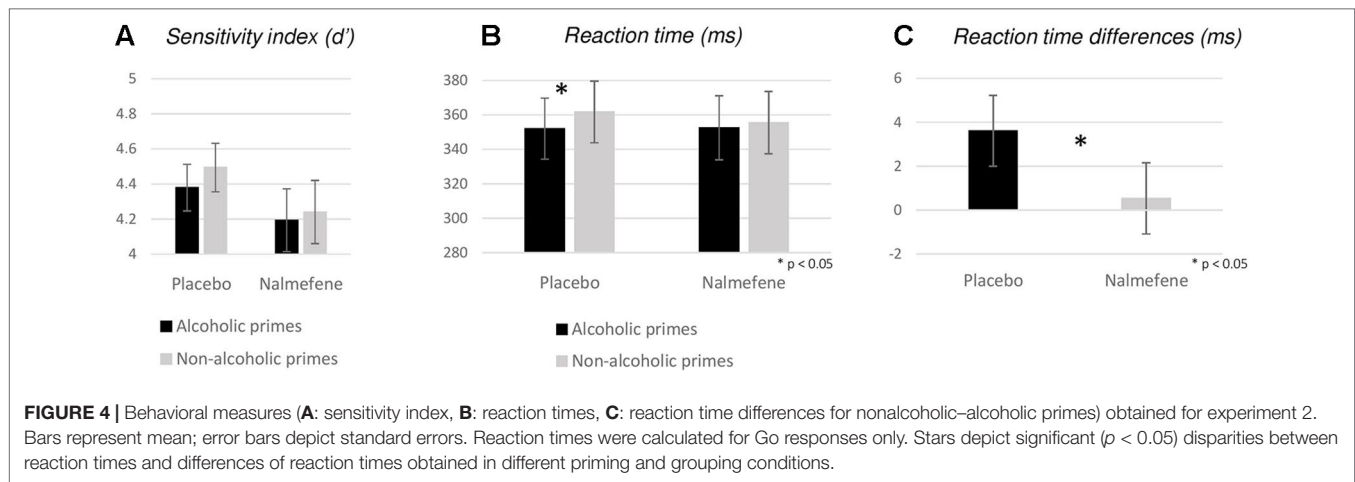 A Sensitivity index (d’)
5
4.8
4.6
4.4
4.2
4
Placebo Nalmefene
Alcoholic primes
Non-alcoholic primes
B Reaction time (ms)
380
360
340
320
300
280
*
Placebo Nalmefene
* p < 0.05
Alcoholic primes
Non-alcoholic primes
C Reaction time differences (ms)
6
4
2
0
-2
*
Placebo Nalmefene
* p < 0.05
FIGURE 4 | Behavioral measures (A: sensitivity index, B: reaction times, C: reaction time differences for nonalcoholic–alcoholic primes) obtained for experiment 2.
Bars represent mean; error bars depict standard errors. Reaction times were calculated for Go responses only. Stars depict significant (p < 0.05) disparities between
reaction times and differences of reaction times obtained in different priming and grouping conditions.